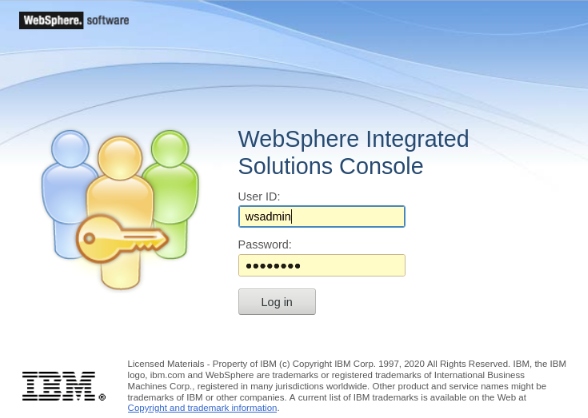 WebSphere. software
WebSphere Integrated
Solutions Console
User ID:
wsadmin
Password:
●●●●●●●●
Log in
IBM®
Licensed Materials - Property of IBM (c) Copyright IBM Corp. 1997, 2020 All Rights Reserved. IBM, the IBM
logo, ibm.com and WebSphere are trademarks or registered trademarks of International Business
Machines Corp., registered in many jurisdictions worldwide. Other product and service names might be
trademarks of IBM or other companies. A current list of IBM trademarks is available on the Web at
Copyright and trademark information.